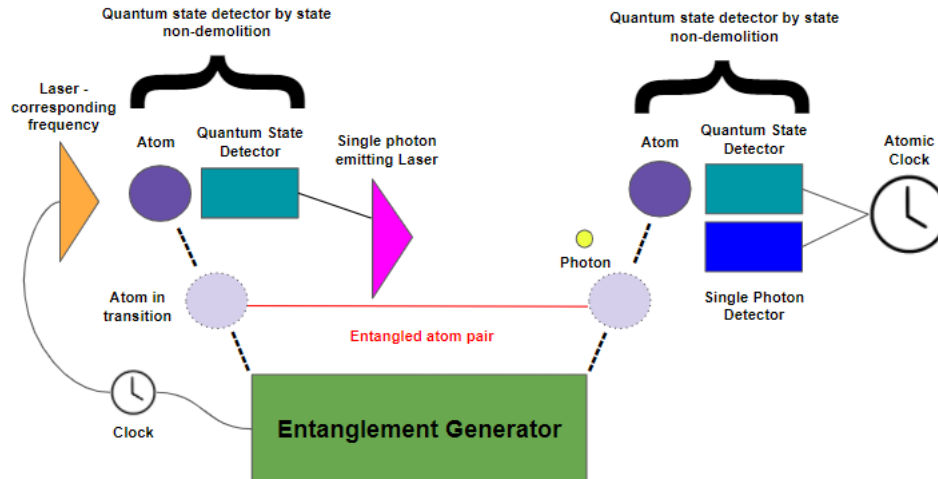 Quantum state detector by state
non-demolition
Quantum state detector by state
non-demolition
Laser -
corresponding
frequency
Atom
Quantum State
Detector
Single photon
emitting Laser
Atom
Quantum State
Detector
Atomic
Clock
Photon
Atom in
transition
Single Photon
Detector
Entangled atom pair
Clock
Entanglement Generator